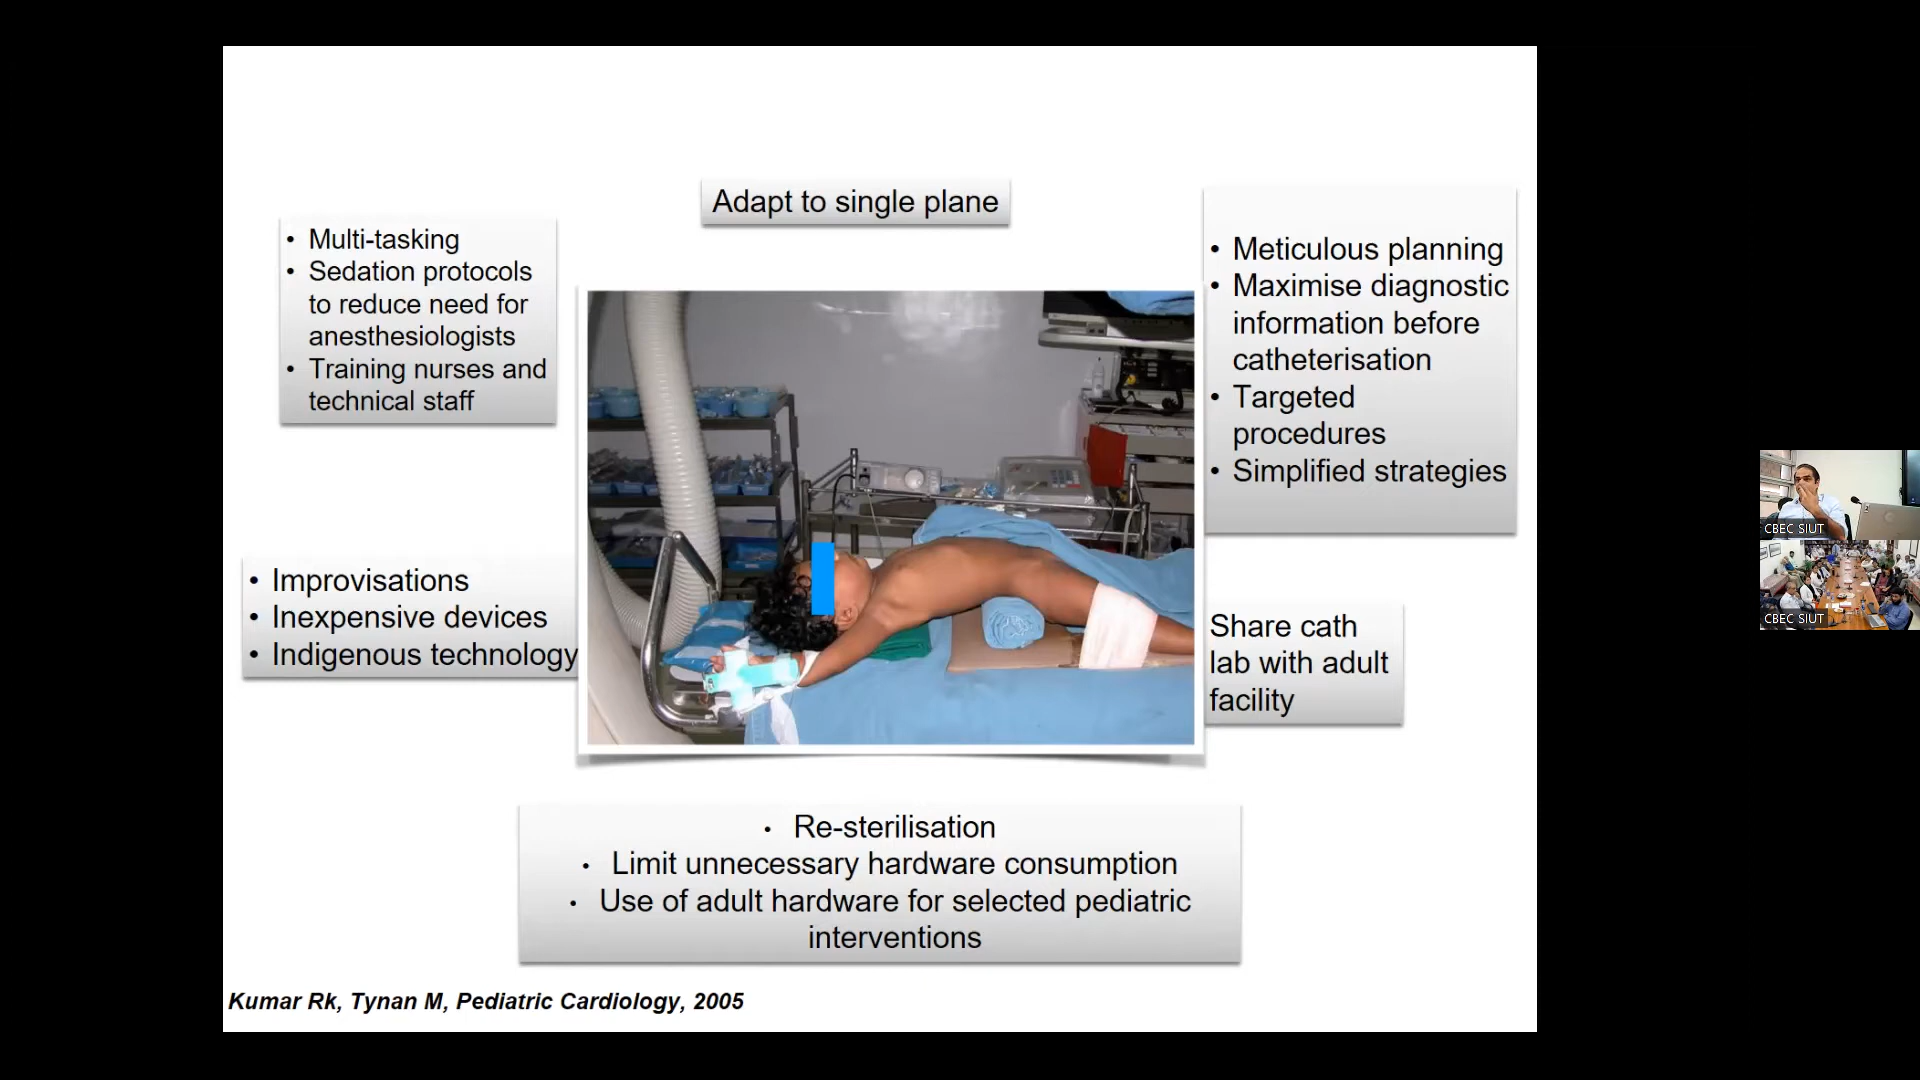 Adapt to single plane
• Multi-tasking
• Sedation protocols
to reduce need for
anesthesiologists
• Training nurses and
technical staff
• Meticulous planning
• Maximise diagnostic
information before
catheterisation
• Targeted
procedures
• Simplified strategies
• Improvisations
• Inexpensive devices
• Indigenous technology
Share cath
lab with adult
facility
• Re-sterilisation
• Limit unnecessary hardware consumption
• Use of adult hardware for selected pediatric
interventions
Kumar Rk, Tynan M, Pediatric Cardiology, 2005
CBEC SIUT
CBEC SIUT